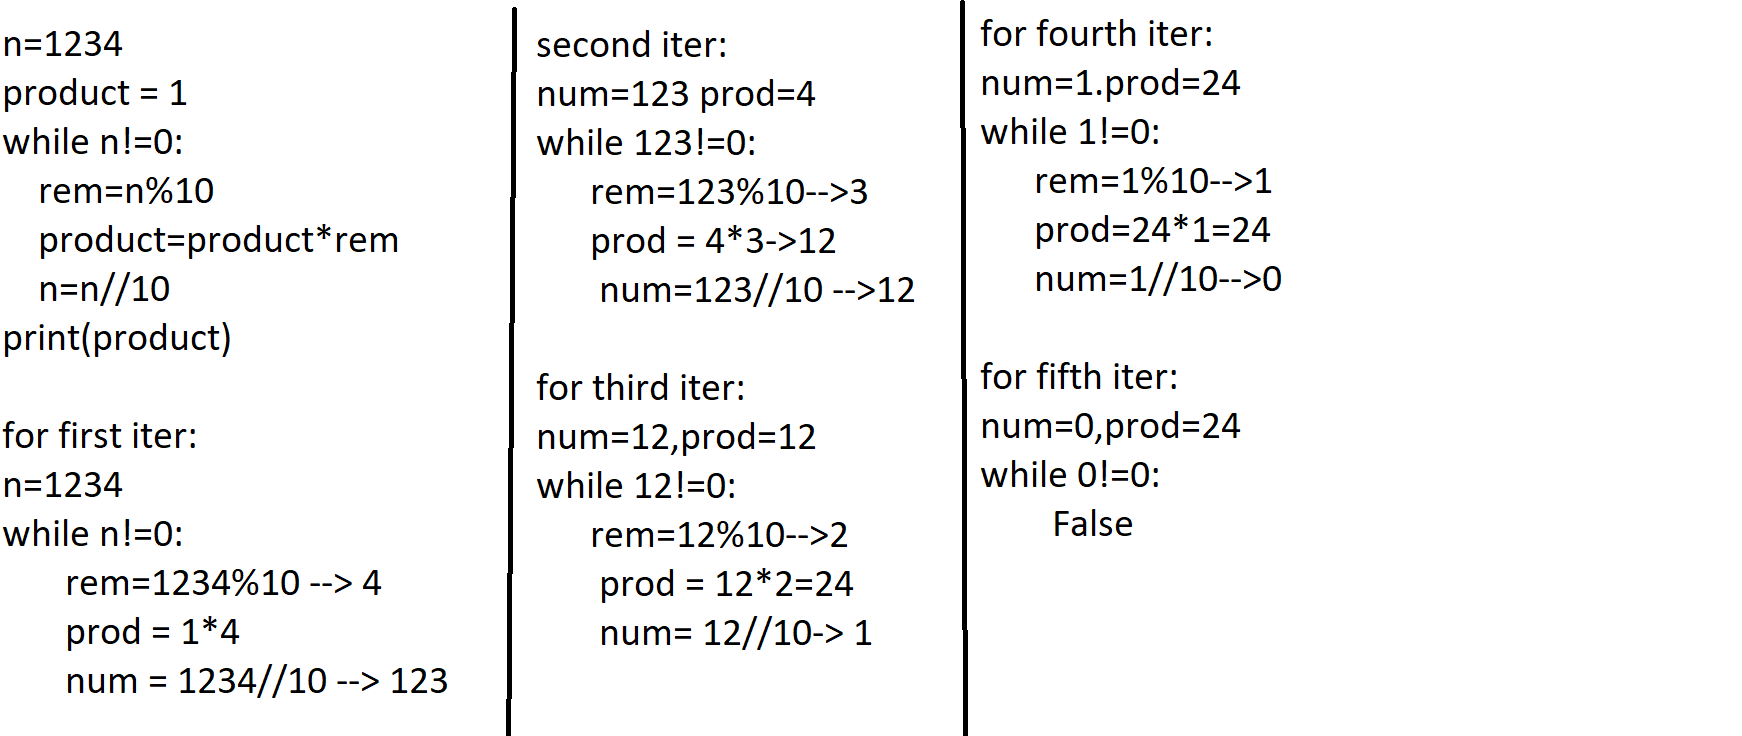 n=1234
product = 1
while n!=0:
rem=n%10
product=product*rem
n=n//10
print(product)
for first iter:
n=1234
while n!=0:
rem=1234%10 --> 4
prod = 1*4
num = 1234//10 --> 123
second iter:
num=123 prod=4
while 123!=0:
rem=123%10-->3
prod = 4*3->12
num=123//10 -->12
for third iter:
num=12,prod=12
while 12!=0:
rem=12%10-->2
prod = 12*2=24
num= 12//10-> 1
for fourth iter:
num=1.prod=24
while 1!=0:
rem=1%10-->1
prod=24*1=24
num=1//10-->0
for fifth iter:
num=0,prod=24
while 0!=0:
False